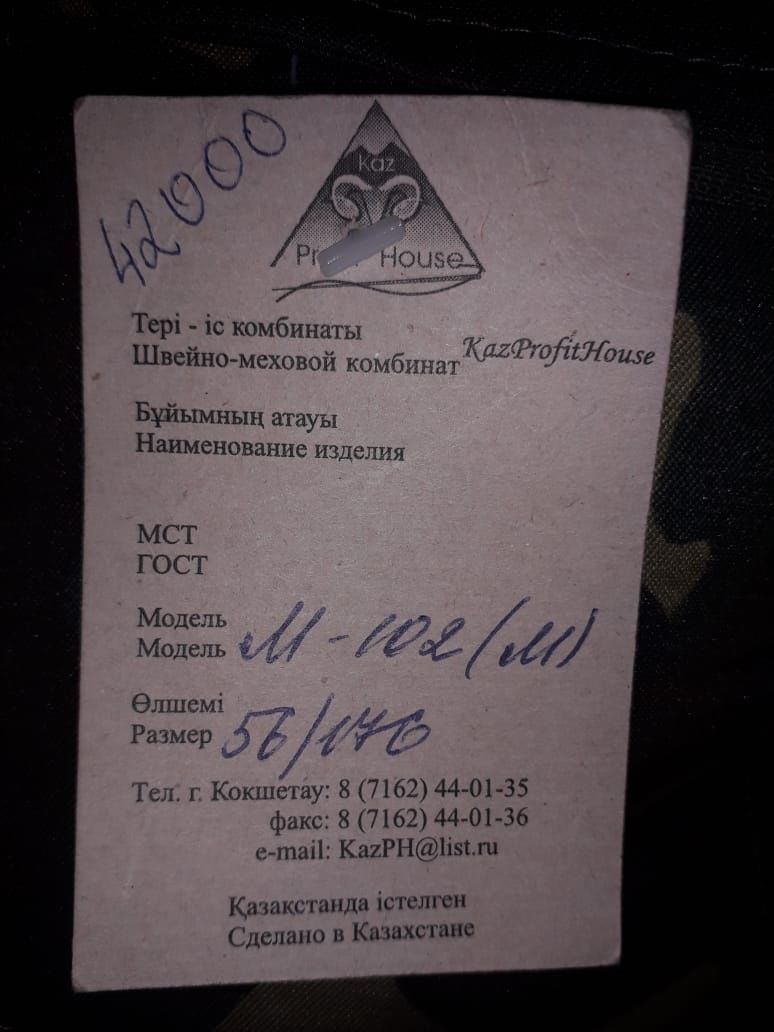 42000
Kaz
Pr House
Тері - іс комбинаты
Швейно-меховой комбинат KazProfitHouse
Бұйымның атауы
Наименование изделия
МСТ
ГОСТ
Модель
Модель М-102(М)
Өлшемі
Размер 56/176
Тел. г. Кокшетау: 8 (7162) 44-01-35
факс: 8 (7162) 44-01-36
e-mail: KazPH@list.ru
Қазақстанда істелген
Сделано в Казахстане